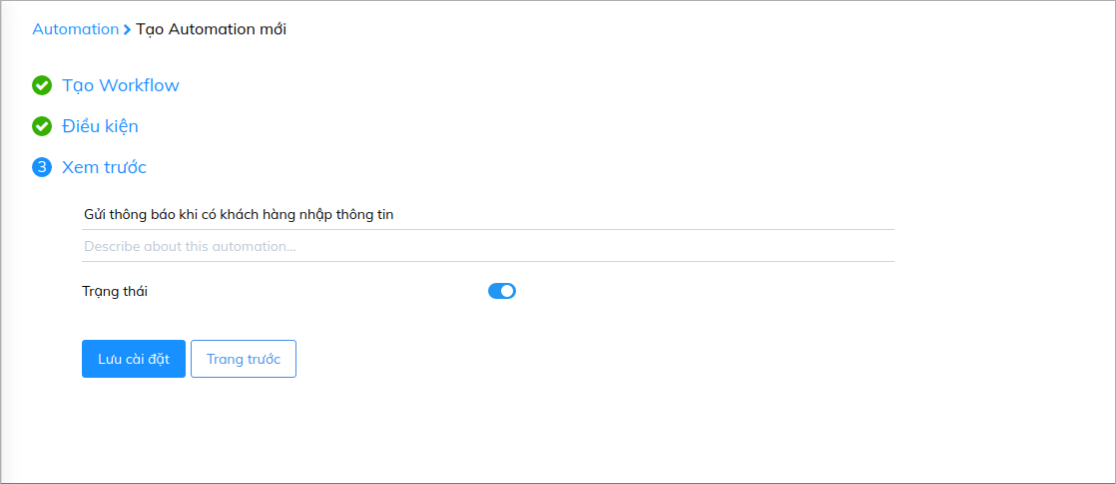 Automation > Tạo Automation mới
Tạo Workflow
Điều kiện
3 Xem trước
Gửi thông báo khi có khách hàng nhập thông tin
Describe about this automation...
Trạng thái
Lưu cài đặt Trang trước